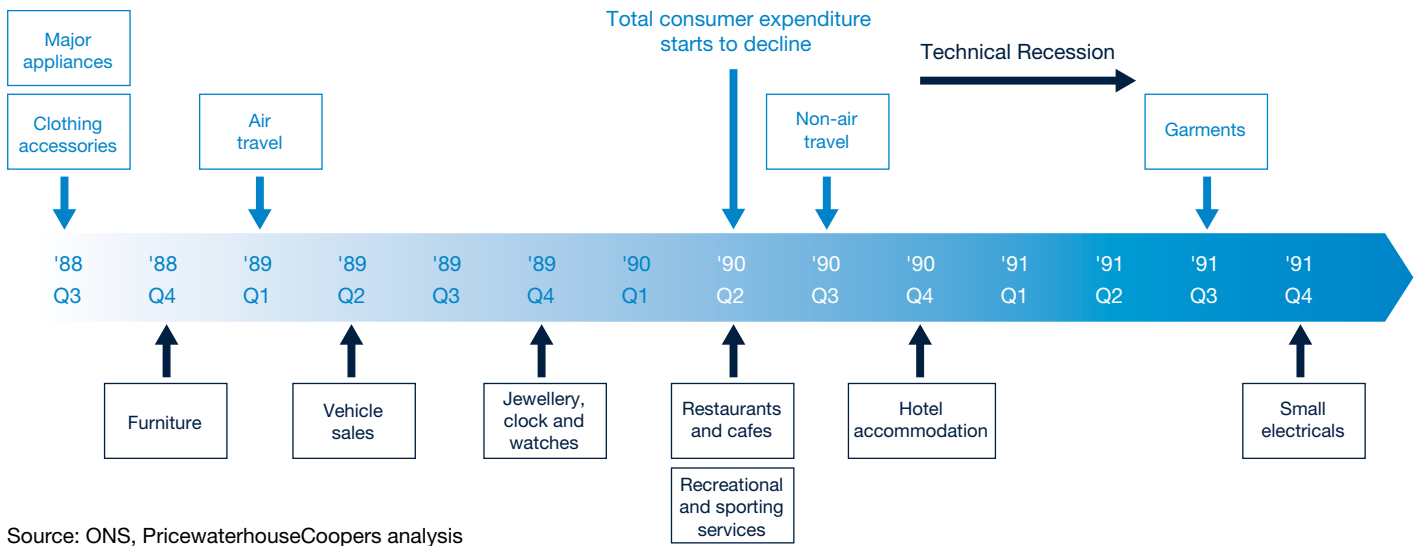 Total consumer expenditure
starts to decline
Technical Recession
Major
appliances
Clothing
accessories
Air
travel
Non-air
travel
Garments
'88 '88 '89 '89 '89 '89 '90 '90 '90 '90 '91 '91 '91 '91
Q3 Q4 Q1 Q2 Q3 Q4 Q1 Q2 Q3 Q4 Q1 Q2 Q3 Q4
Furniture
Vehicle
sales
Jewellery,
clock and
watches
Restaurants
and cafes
Recreational
and sporting
services
Hotel
accommodation
Small
electricals
Source: ONS, PricewaterhouseCoopers analysis